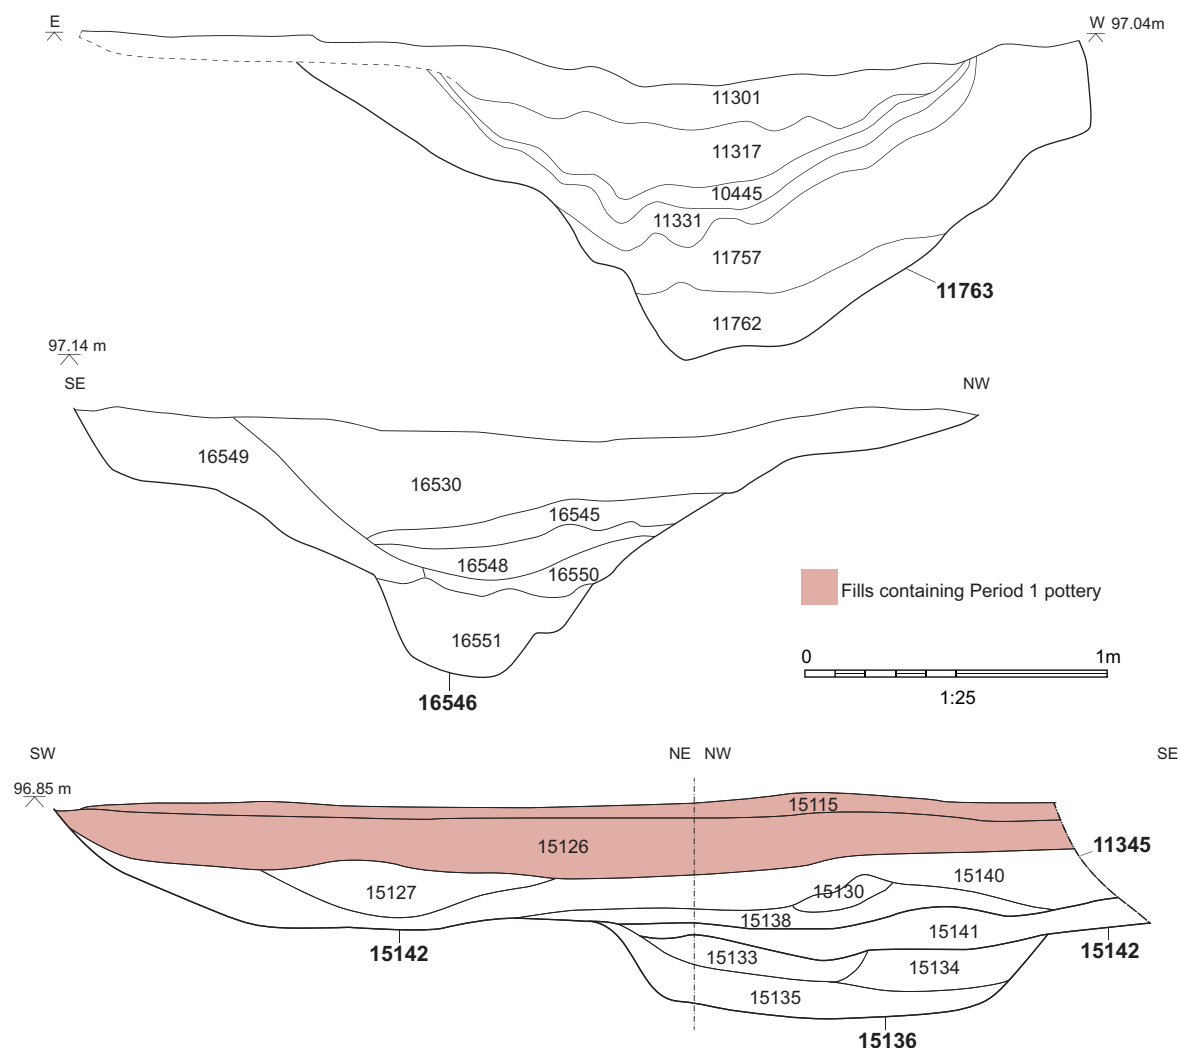 E
W 97.04m
11301
11317
10445
11331
11757
11763
11762
97.14 m
SE
NW
16549
16530
16545
16548
16550
16551
16546
Fills containing Period 1 pottery
0
1m
1:25
SW
NE NW
SE
96.85 m
15115
11345
15126
15140
15127
15130
15138
15141
15142
15142
15133
15134
15135
15136